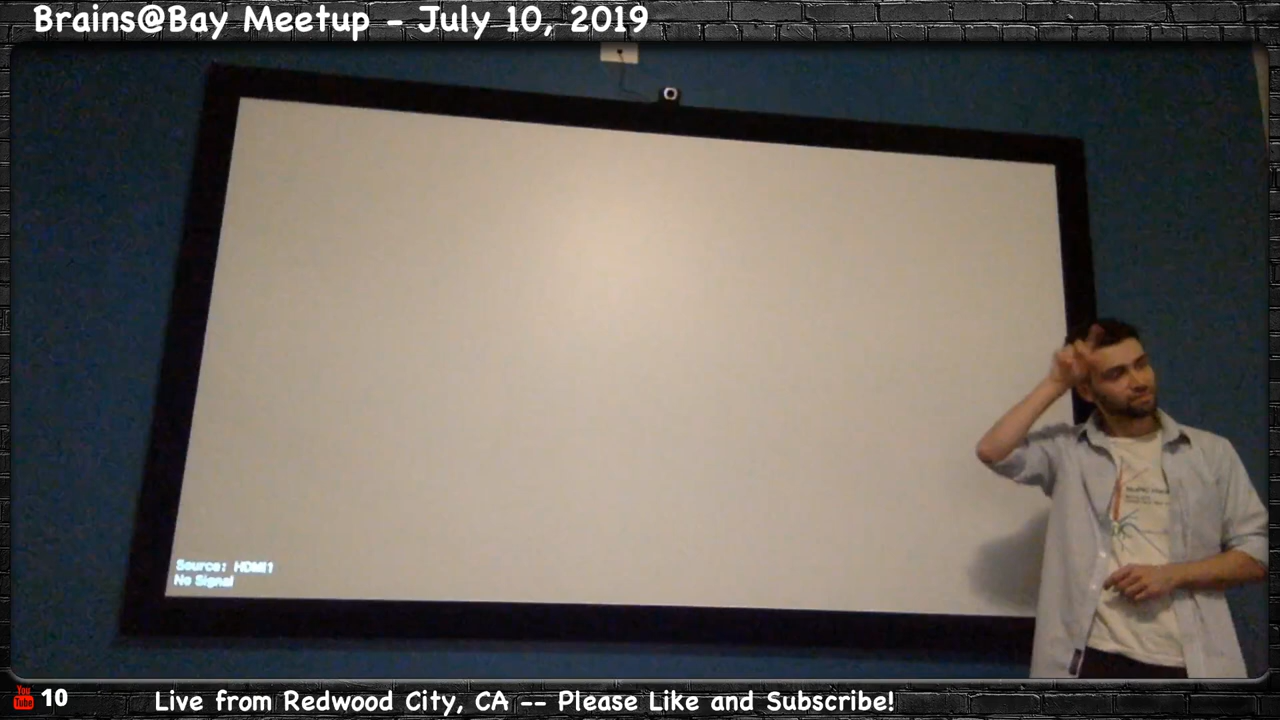 Brains@Bay Meetup - July 10, 2019
Source: HDMI1
No Signal
You
Tube
10
Live from Redwood City, CA -- Please Like and Subscribe!